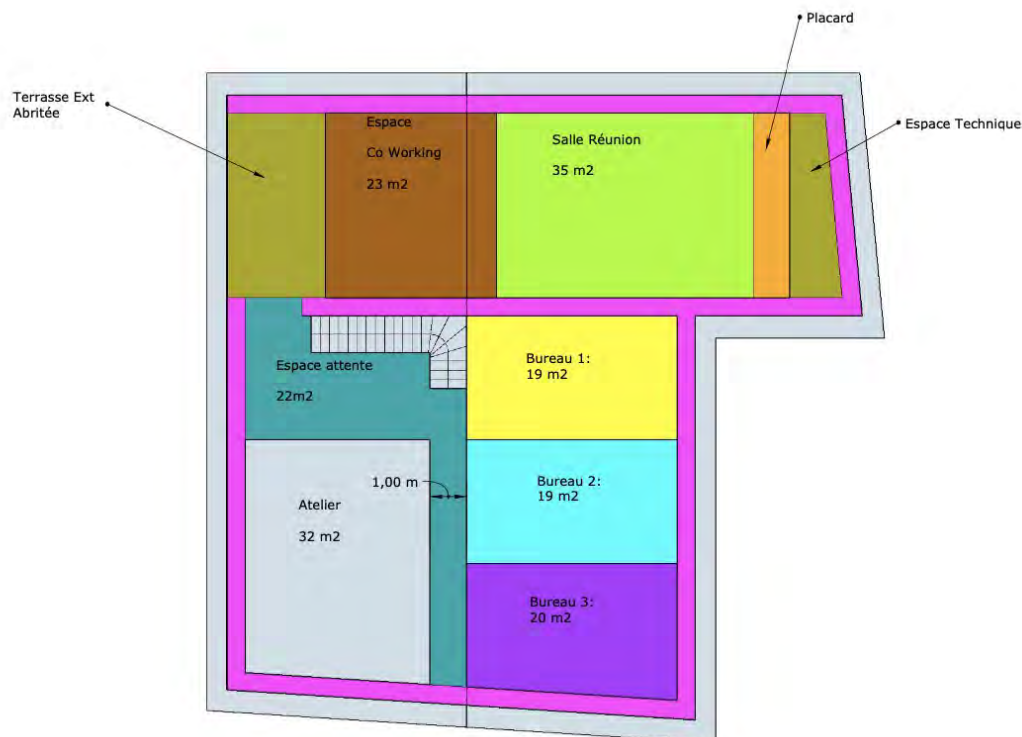 Placard
Terrasse Ext
Abritée
Espace Technique
Espace
Co Working
23 m2
Salle Réunion
35 m2
Espace attente
22m2
Bureau 1:
19 m2
1,00 m
Bureau 2:
19 m2
Atelier
32 m2
Bureau 3:
20 m2